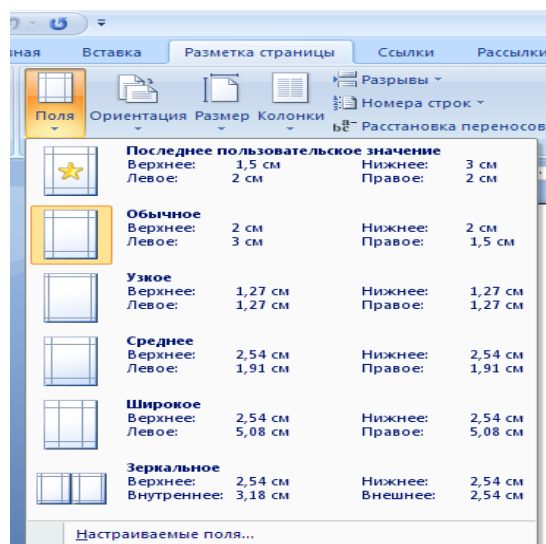 вная Вставка Разметка страницы Ссылки Рассылки
Поля Ориентация Размер Колонки
Разрывы
Номера строк
Расстановка переносов
Последнее пользовательское значение
Верхнее: 1,5 см Нижнее: 3 см
Левое: 2 см Правое: 2 см
Обычное
Верхнее: 2 см Нижнее: 2 см
Левое: 3 см Правое: 1,5 см
Узкое
Верхнее: 1,27 см Нижнее: 1,27 см
Левое: 1,27 см Правое: 1,27 см
Среднее
Верхнее: 2,54 см Нижнее: 2,54 см
Левое: 1,91 см Правое: 1,91 см
Широкое
Верхнее: 2,54 см Нижнее: 2,54 см
Левое: 5,08 см Правое: 5,08 см
Зеркальное
Верхнее: 2,54 см Нижнее: 2,54 см
Внутреннее: 3,18 см Внешнее: 2,54 см
Настраиваемые поля...